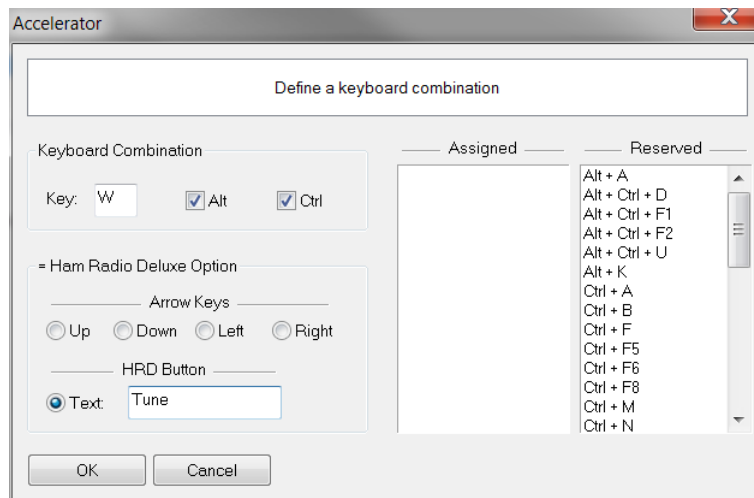 Accelerator
Define a keyboard combination
Keyboard Combination
Key: W Alt Ctrl
= Ham Radio Deluxe Option
Arrow Keys
Up Down Left Right
HRD Button
Text: Tune
Assigned
Reserved
Alt + A
Alt + Ctrl + D
Alt + Ctrl + F1
Alt + Ctrl + F2
Alt + Ctrl + U
Alt + K
Ctrl + A
Ctrl + B
Ctrl + F
Ctrl + F5
Ctrl + F6
Ctrl + F8
Ctrl + M
Ctrl + N
OK Cancel